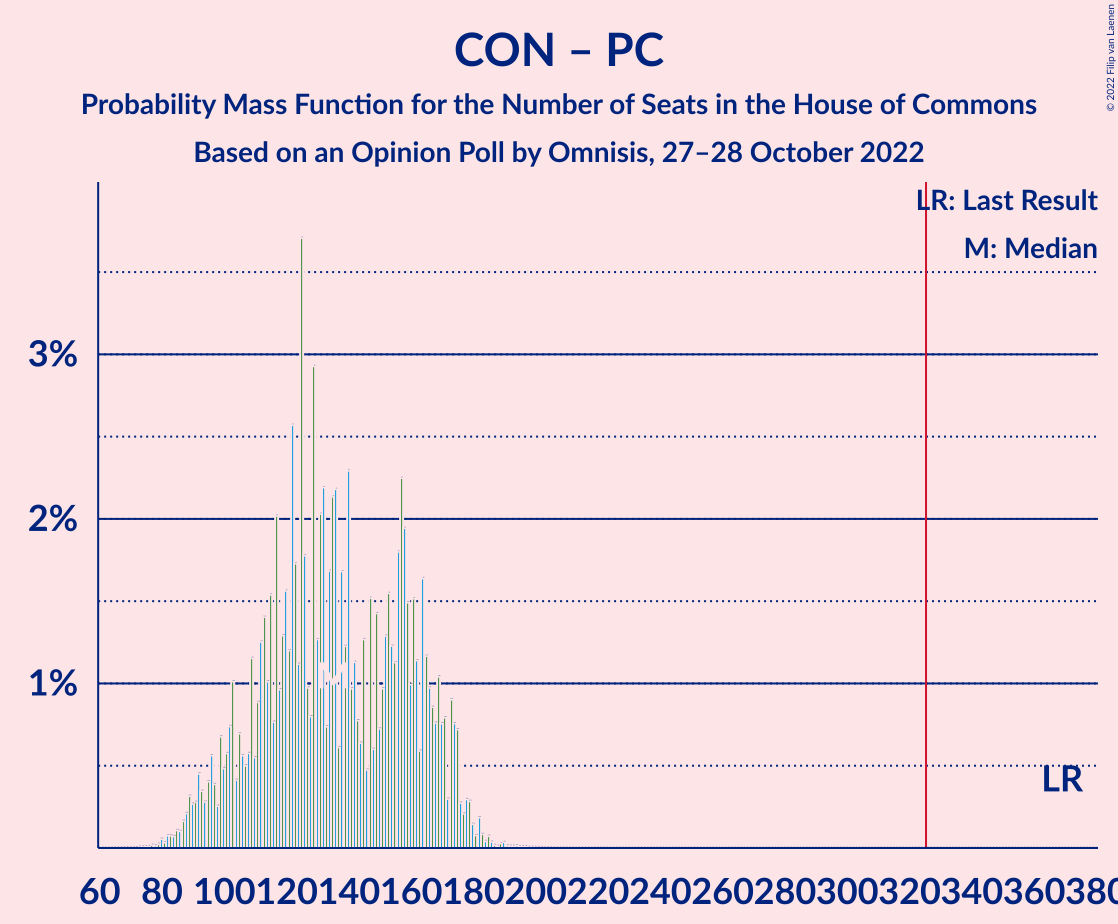 CON – PC
Probability Mass Function for the Number of Seats in the House of Commons
Based on an Opinion Poll by Omnisis, 27–28 October 2022
© 2022 Filip van Laenen
LR: Last Result
M: Median
3%
2%
1%
LR
60 80 100 120 140 160 180 200 220 240 260 280 300 320 340 360 380